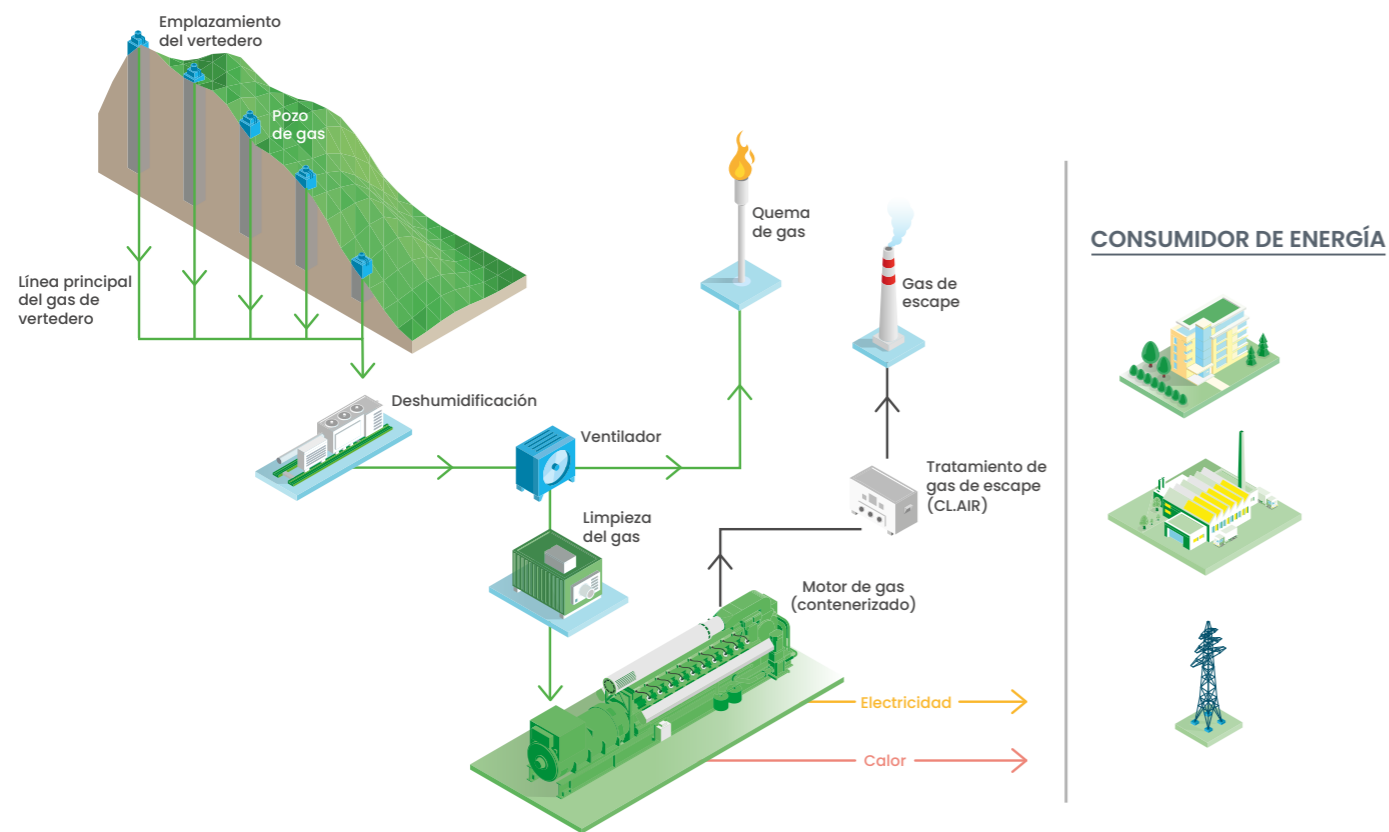 Emplazamiento
del vertedero
Pozo
de gas
Línea principal
del gas de
vertedero
Deshumidificación
Ventilador
Quema
de gas
Gas de
escape
Limpieza
del gas
Tratamiento de
gas de escape
(CL.AIR)
Motor de gas
(contenerizado)
Electricidad
Calor
CONSUMIDOR DE ENERGÍA